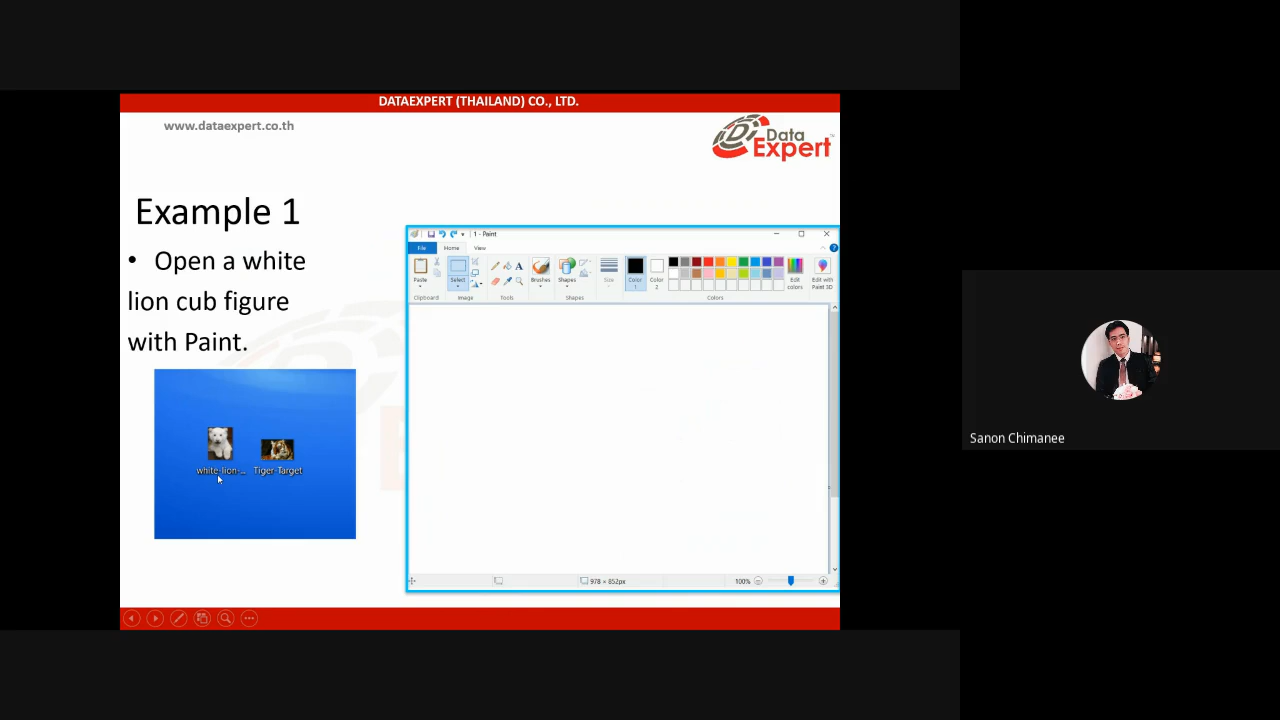 DATAEXPERT (THAILAND) CO., LTD.
www.dataexpert.co.th
Data
Expert
Example 1
• Open a white
lion cub figure
with Paint.
white-lion-...
Tiger-Target
1 - Paint
File Home View
Paste
Select
Brushes
Shapes
Size
Color
1
Color
2
Edit
colors
Edit with
Paint 3D
Clipboard Image Tools Shapes Colors
978 × 852px
100%
Sanon Chimanee